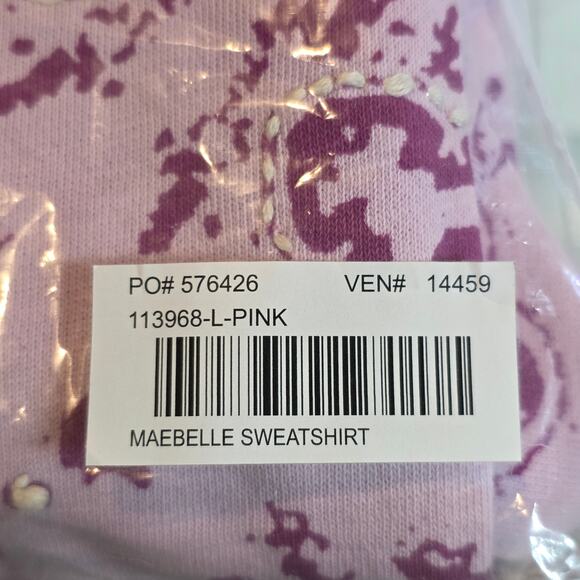 PO# 576426 VEN# 14459
113968-L-PINK
MAEBELLE SWEATSHIRT